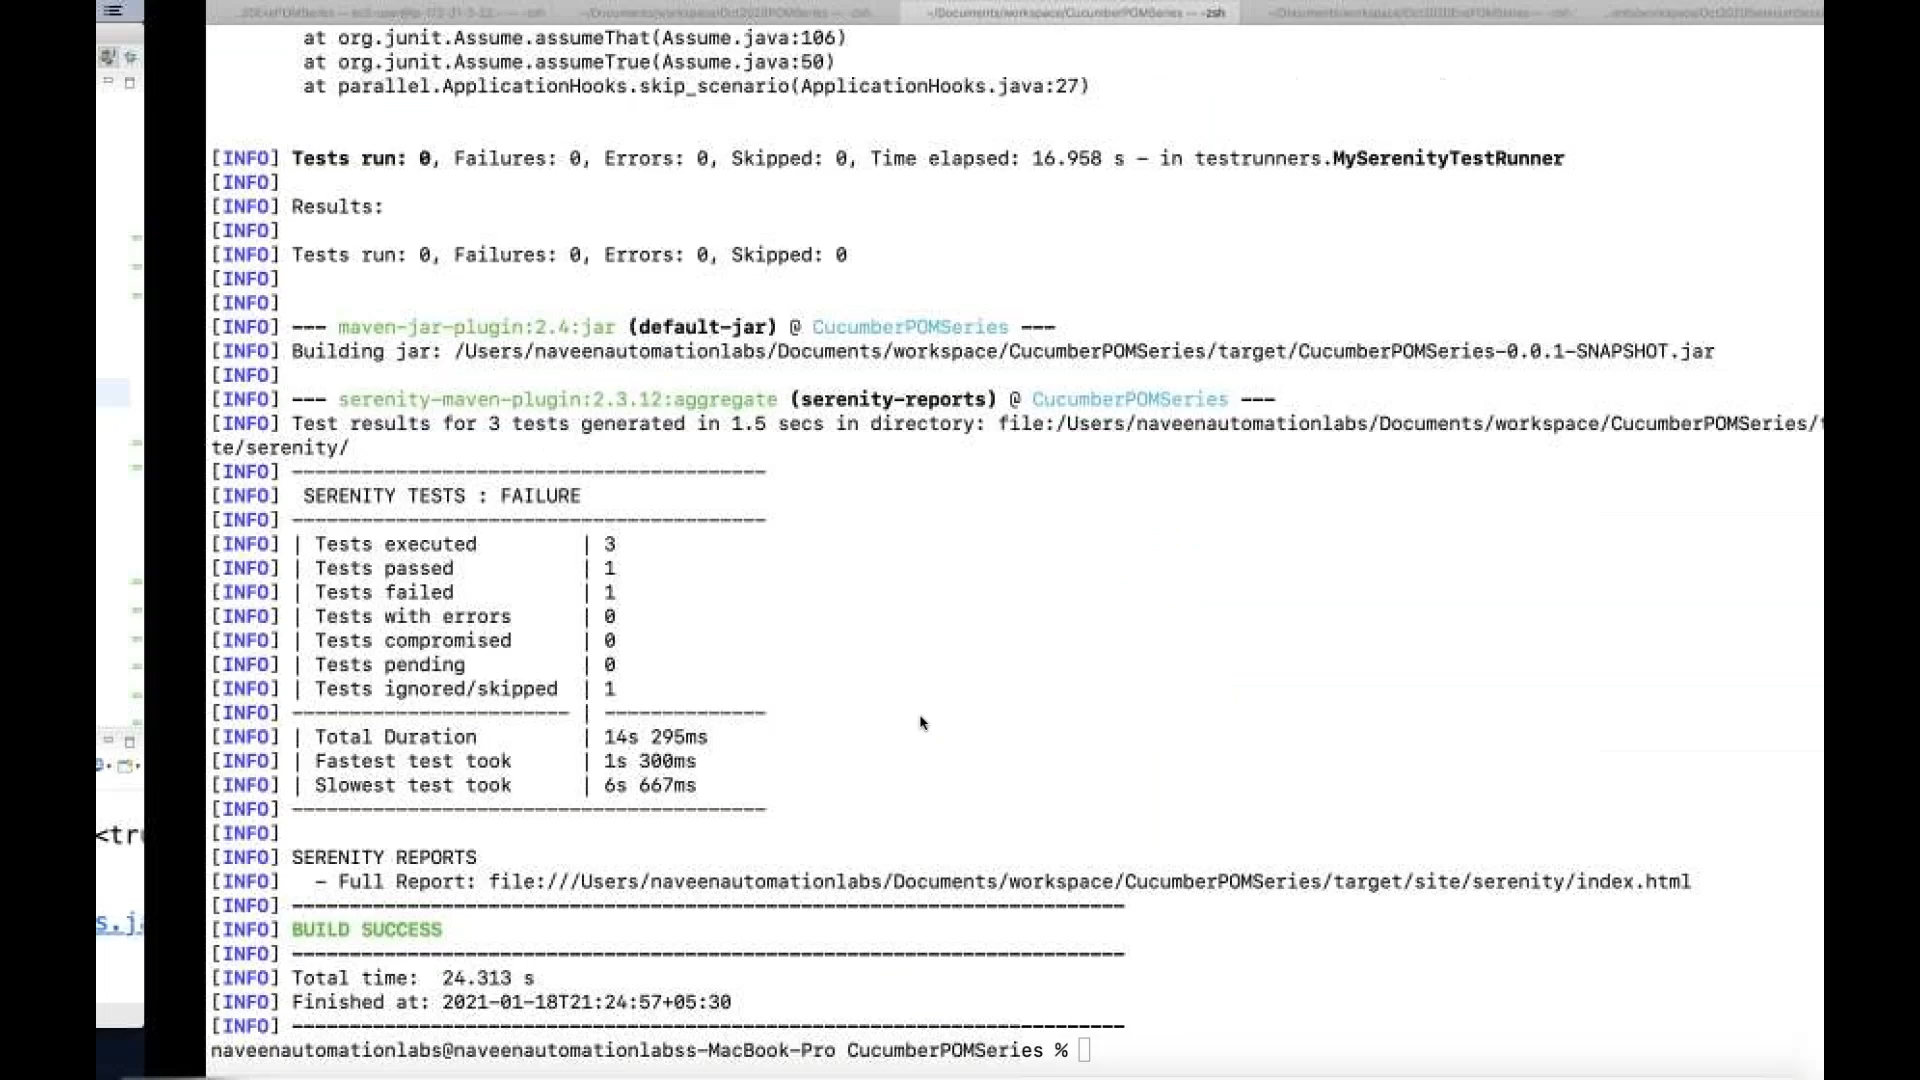 ~/Documents/workspace/CucumberPOMSeries — -zsh
at org.junit.Assume.assumeThat(Assume.java:106)
at org.junit.Assume.assumeTrue(Assume.java:50)
at parallel.ApplicationHooks.skip_scenario(ApplicationHooks.java:27)
[INFO] Tests run: 0, Failures: 0, Errors: 0, Skipped: 0, Time elapsed: 16.958 s - in testrunners.MySerenityTestRunner
[INFO]
[INFO] Results:
[INFO]
[INFO] Tests run: 0, Failures: 0, Errors: 0, Skipped: 0
[INFO]
[INFO]
[INFO] --- maven-jar-plugin:2.4:jar (default-jar) @ CucumberPOMSeries ---
[INFO] Building jar: /Users/naveenautomationlabs/Documents/workspace/CucumberPOMSeries/target/CucumberPOMSeries-0.0.1-SNAPSHOT.jar
[INFO]
[INFO] --- serenity-maven-plugin:2.3.12:aggregate (serenity-reports) @ CucumberPOMSeries ---
[INFO] Test results for 3 tests generated in 1.5 secs in directory: file:/Users/naveenautomationlabs/Documents/workspace/CucumberPOMSeries/t
te/serenity/
[INFO] -----------------------------------------
[INFO]  SERENITY TESTS : FAILURE
[INFO] -----------------------------------------
[INFO] | Tests executed         | 3
[INFO] | Tests passed           | 1
[INFO] | Tests failed           | 1
[INFO] | Tests with errors      | 0
[INFO] | Tests compromised      | 0
[INFO] | Tests pending          | 0
[INFO] | Tests ignored/skipped  | 1
[INFO] ------------------------ | --------------
[INFO] | Total Duration         | 14s 295ms
[INFO] | Fastest test took      | 1s 300ms
[INFO] | Slowest test took      | 6s 667ms
[INFO] -----------------------------------------
[INFO]
[INFO] SERENITY REPORTS
[INFO]   - Full Report: file:///Users/naveenautomationlabs/Documents/workspace/CucumberPOMSeries/target/site/serenity/index.html
[INFO] ------------------------------------------------------------------------
[INFO] BUILD SUCCESS
[INFO] ------------------------------------------------------------------------
[INFO] Total time:  24.313 s
[INFO] Finished at: 2021-01-18T21:24:57+05:30
[INFO] ------------------------------------------------------------------------
naveenautomationlabs@naveenautomationlabss-MacBook-Pro CucumberPOMSeries %
<tr
s.j